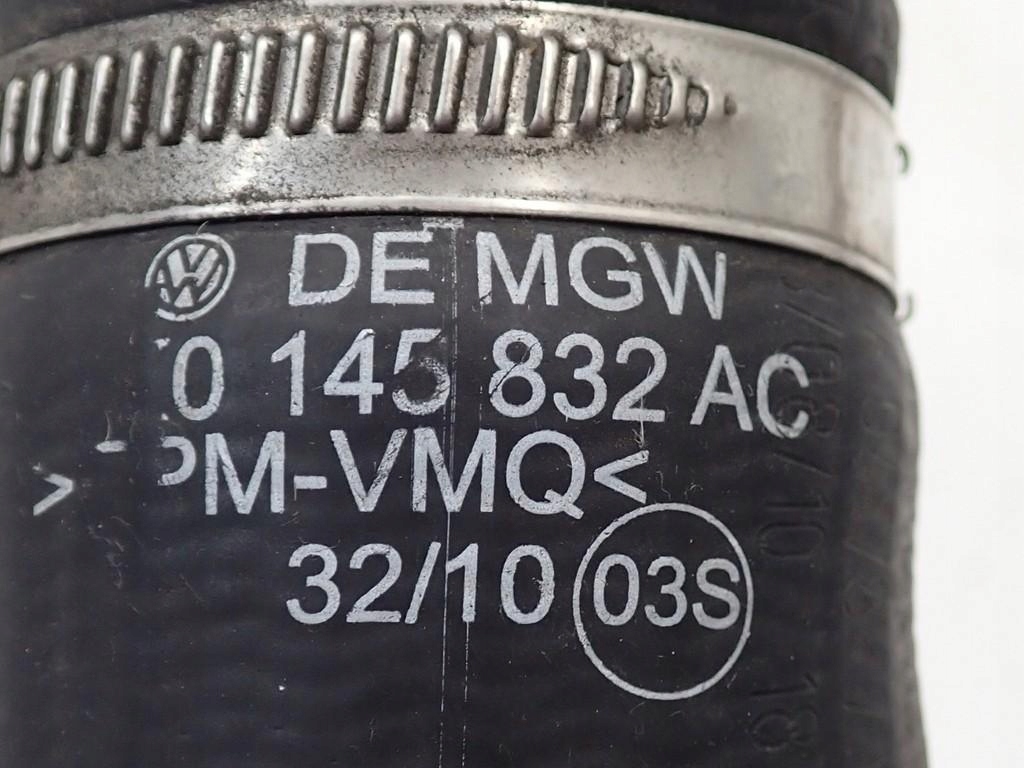 DE MGW
0 145 832 AC
PM-VMQ<
32/10 03S